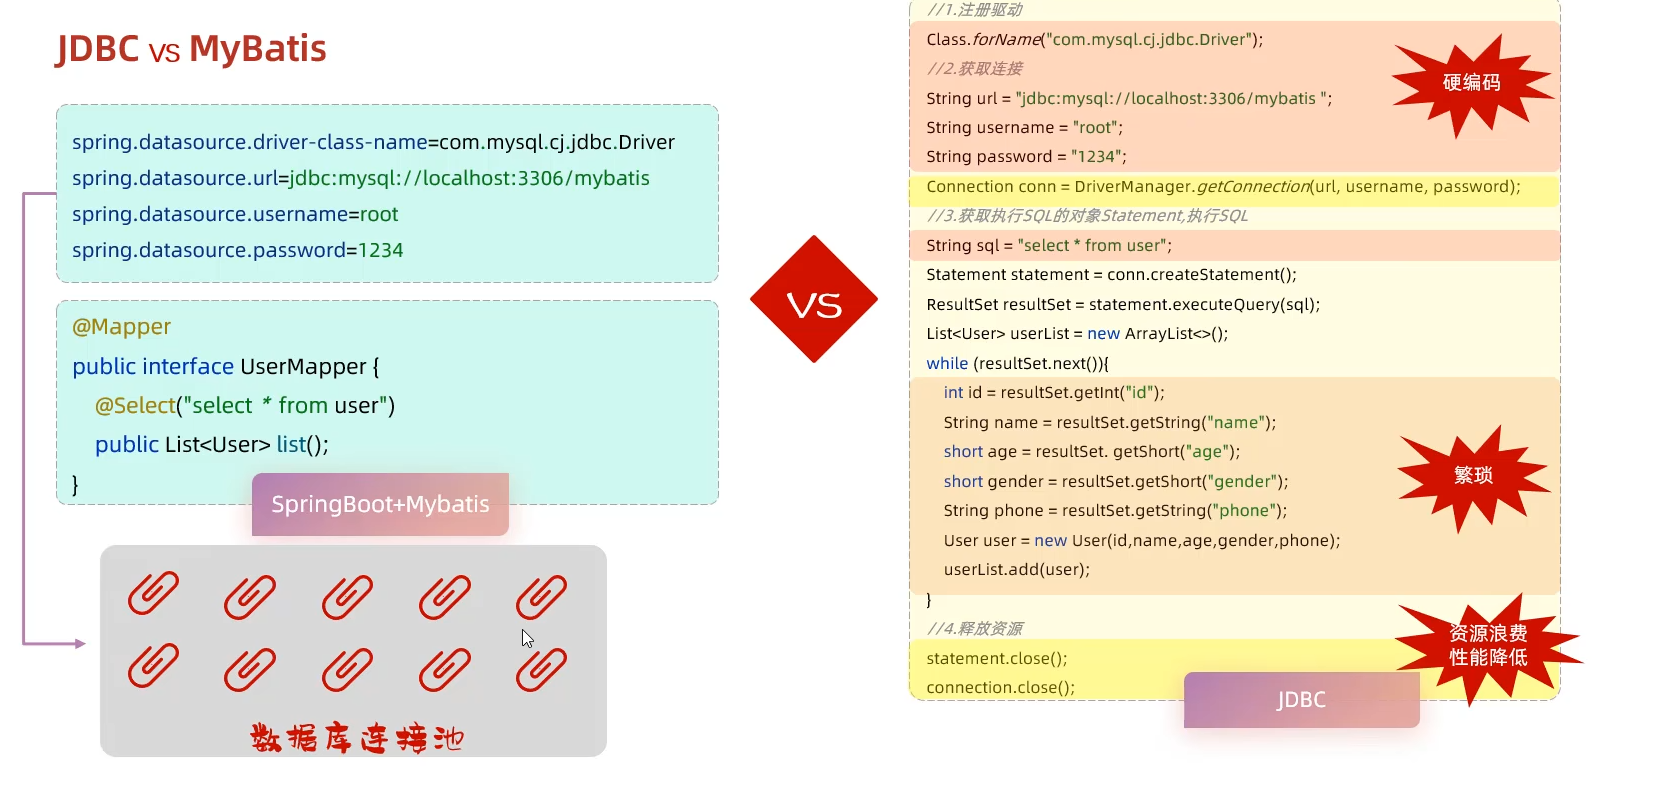 JDBC vs MyBatis
spring.datasource.driver-class-name=com.mysql.cj.jdbc.Driver
spring.datasource.url=jdbc:mysql://localhost:3306/mybatis
spring.datasource.username=root
spring.datasource.password=1234
@Mapper
public interface UserMapper {
@Select("select * from user")
public List<User> list();
}
SpringBoot+Mybatis
数据库连接池
VS
//1.注册驱动
Class.forName("com.mysql.cj.jdbc.Driver");
//2.获取连接
String url = "jdbc:mysql://localhost:3306/mybatis ";
String username = "root";
String password = "1234";
硬编码
Connection conn = DriverManager.getConnection(url, username, password);
//3.获取执行SQL的对象Statement,执行SQL
String sql = "select * from user";
Statement statement = conn.createStatement();
ResultSet resultSet = statement.executeQuery(sql);
List<User> userList = new ArrayList<>();
while (resultSet.next()){
int id = resultSet.getInt("id");
String name = resultSet.getString("name");
short age = resultSet. getShort("age");
short gender = resultSet.getShort("gender");
String phone = resultSet.getString("phone");
User user = new User(id,name,age,gender,phone);
userList.add(user);
繁琐
}
//4.释放资源
statement.close();
connection.close();
资源浪费
性能降低
JDBC